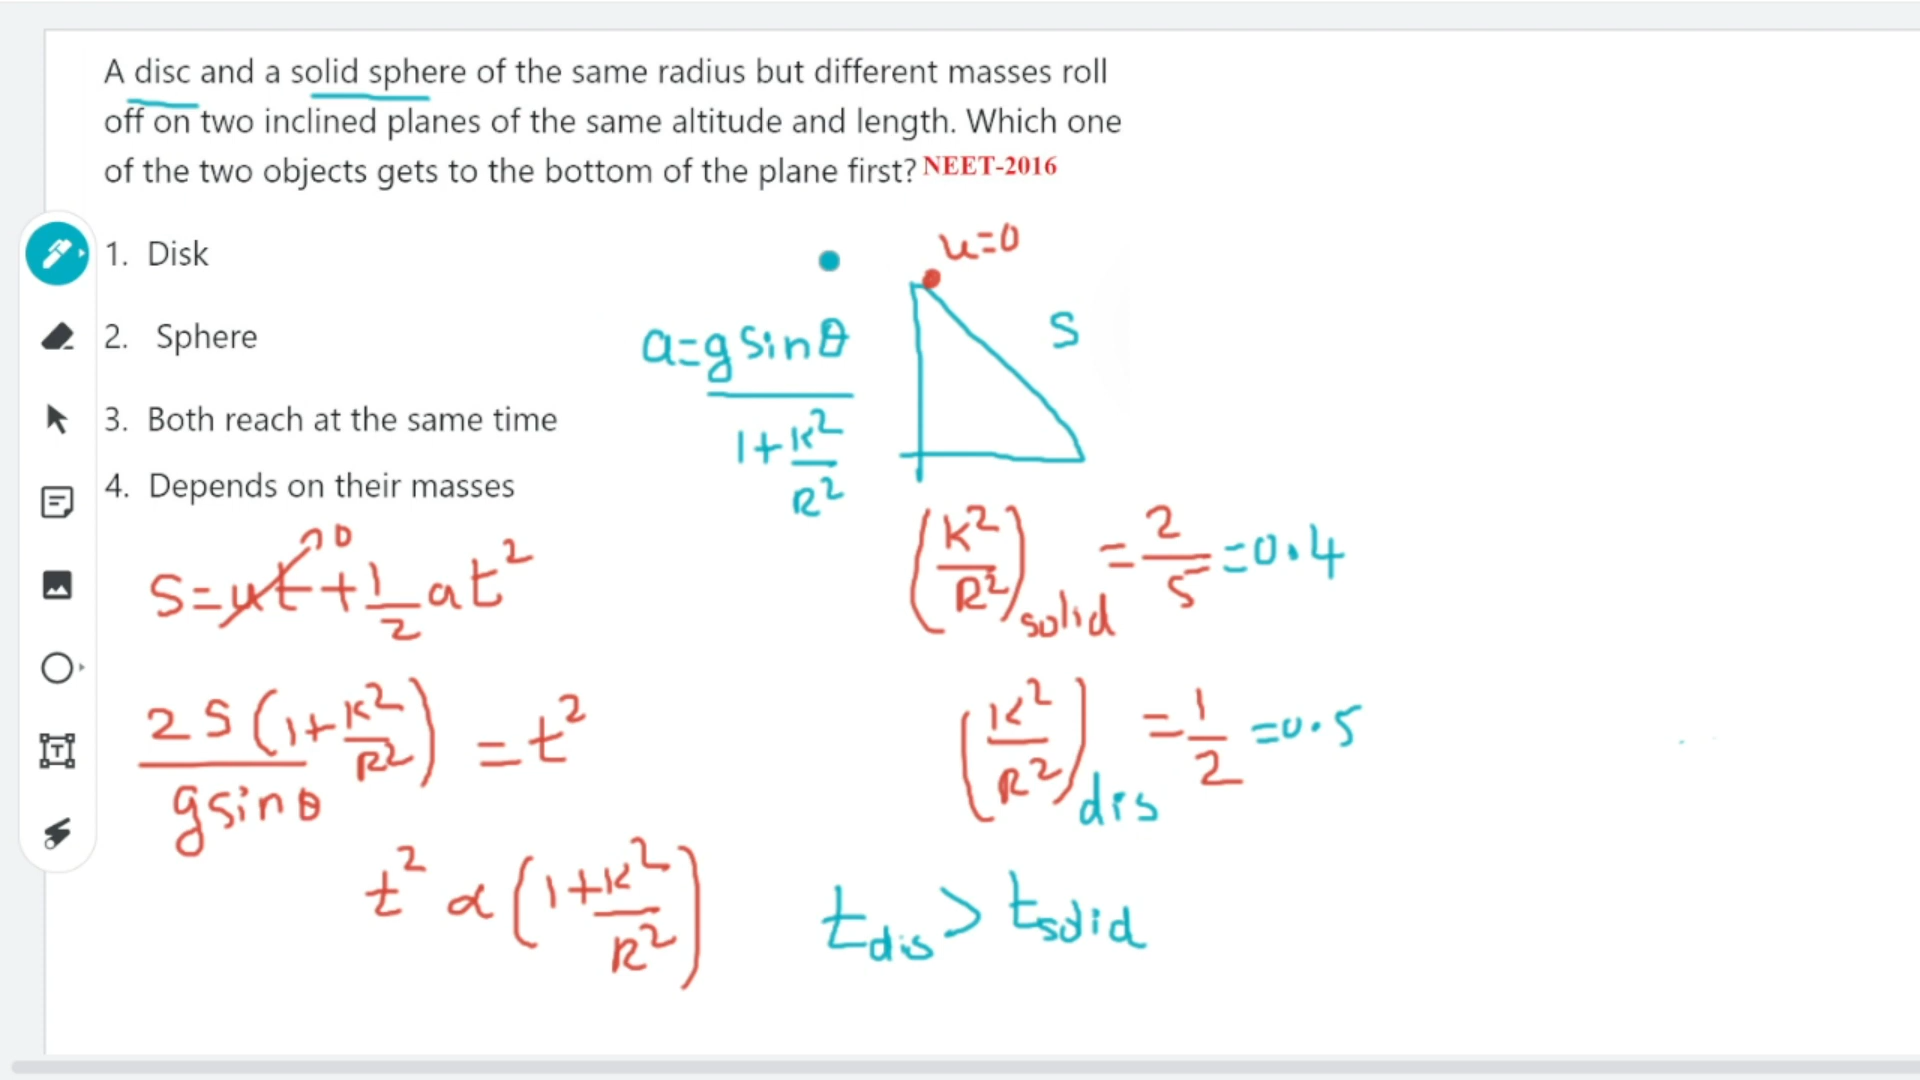 A disc and a solid sphere of the same radius but different masses roll
off on two inclined planes of the same altitude and length. Which one
of the two objects gets to the bottom of the plane first? NEET-2016
1. Disk
2. Sphere
3. Both reach at the same time
4. Depends on their masses
u=0
S
a=gsinθ
1+k²
R²
S=ut+1/2 at²
0
2S(1+k²/R²)/gsinθ = t²
t² ∝ (1+k²/R²)
(k²/R²)solid = 2/5 =0.4
(k²/R²)dis = 1/2 =0.5
tdis > tsolid
T